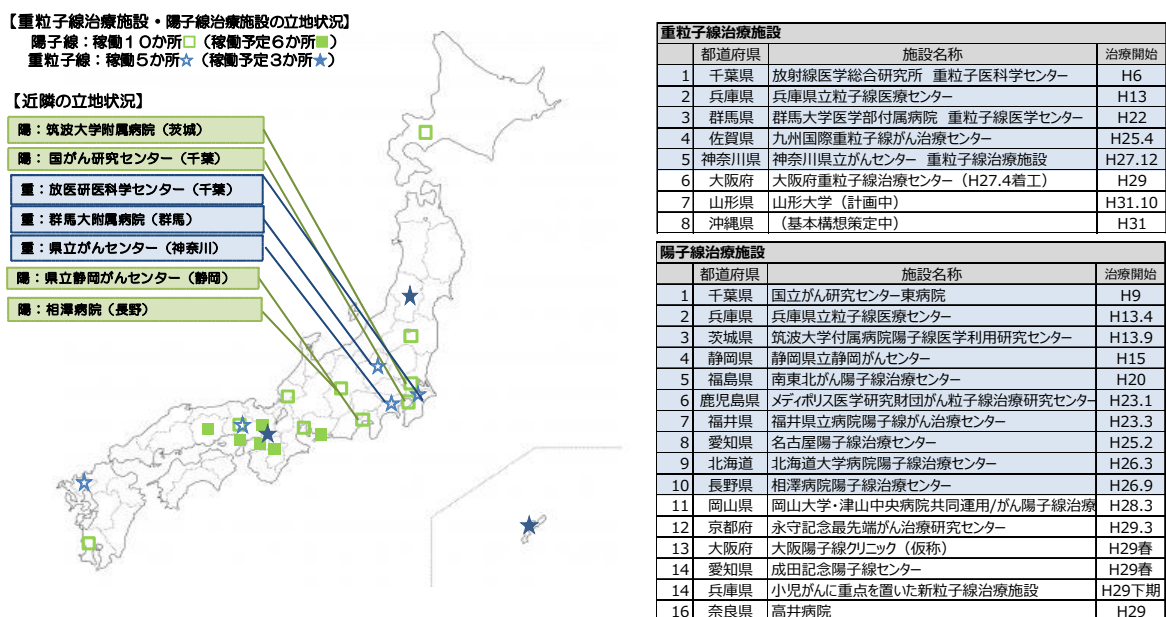 【重粒子線治療施設・陽子線治療施設の立地状況】
陽子線：稼働１０か所□（稼働予定６か所■）
重粒子線：稼働５か所☆（稼働予定３か所★）
【近隣の立地状況】
陽：筑波大学附属病院（茨城）
陽：国がん研究センター（千葉）
重：放医研医科学センター（千葉）
重：群馬大附属病院（群馬）
重：県立がんセンター（神奈川）
陽：県立静岡がんセンター（静岡）
陽：相澤病院（長野）
重粒子線治療施設
都道府県 施設名称 治療開始
1 千葉県 放射線医学総合研究所 重粒子医科学センター H6
2 兵庫県 兵庫県立粒子線医療センター H13
3 群馬県 群馬大学医学部付属病院 重粒子線医学センター H22
4 佐賀県 九州国際重粒子線がん治療センター H25.4
5 神奈川県 神奈川県立がんセンター 重粒子線治療施設 H27.12
6 大阪府 大阪府重粒子線治療センター（H27.4着工） H29
7 山形県 山形大学（計画中） H31.10
8 沖縄県 （基本構想策定中） H31
陽子線治療施設
都道府県 施設名称 治療開始
1 千葉県 国立がん研究センター東病院 H9
2 兵庫県 兵庫県立粒子線医療センター H13.4
3 茨城県 筑波大学付属病院陽子線医学利用研究センター H13.9
4 静岡県 静岡県立静岡がんセンター H15
5 福島県 南東北がん陽子線治療センター H20
6 鹿児島県 メディポリス医学研究財団がん粒子線治療研究センター H23.1
7 福井県 福井県立病院陽子線がん治療センター H23.3
8 愛知県 名古屋陽子線治療センター H25.2
9 北海道 北海道大学病院陽子線治療センター H26.3
10 長野県 相澤病院陽子線治療センター H26.9
11 岡山県 岡山大学・津山中央病院共同運用/がん陽子線治療 H28.3
12 京都府 永守記念最先端がん治療研究センター H29.3
13 大阪府 大阪陽子線クリニック（仮称） H29春
14 愛知県 成田記念陽子線センター H29春
14 兵庫県 小児がんに重点を置いた新粒子線治療施設 H29下期
16 奈良県 高井病院 H29